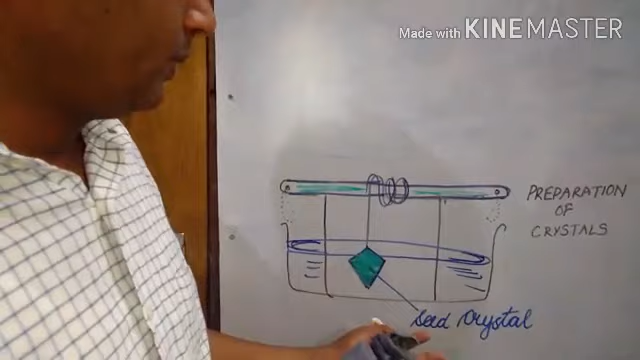 Made with KINEMASTER
PREPARATION
OF
CRYSTALS
Seed Crystal